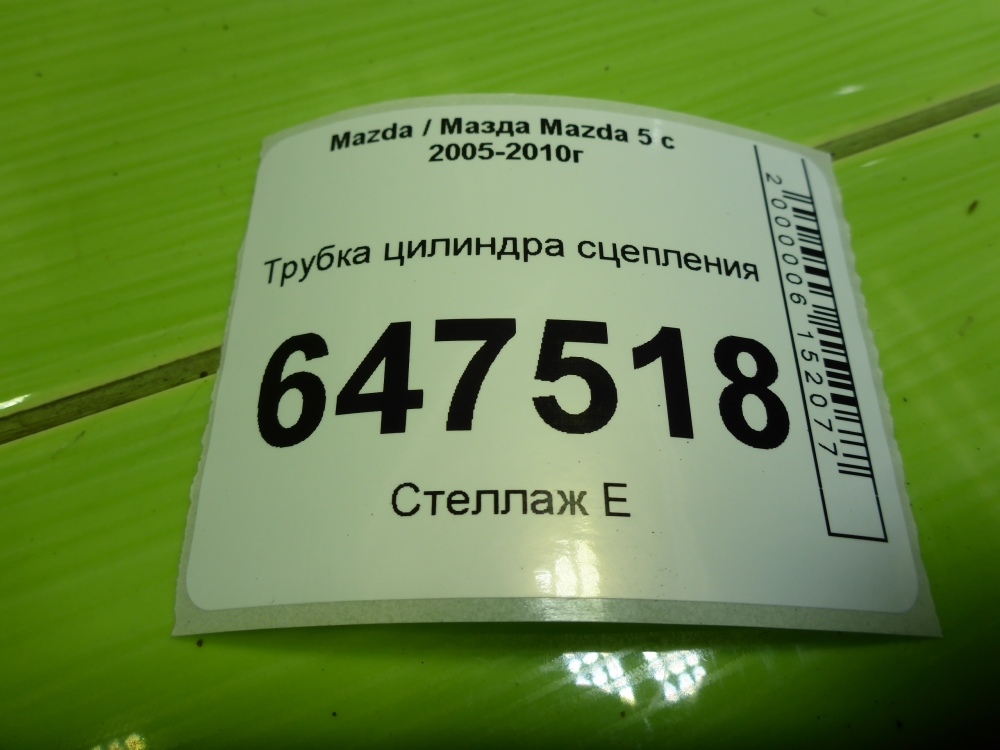 Mazda / Мазда Mazda 5 с
2005-2010г
Трубка цилиндра сцепления
647518
Стеллаж Е
2000006152077